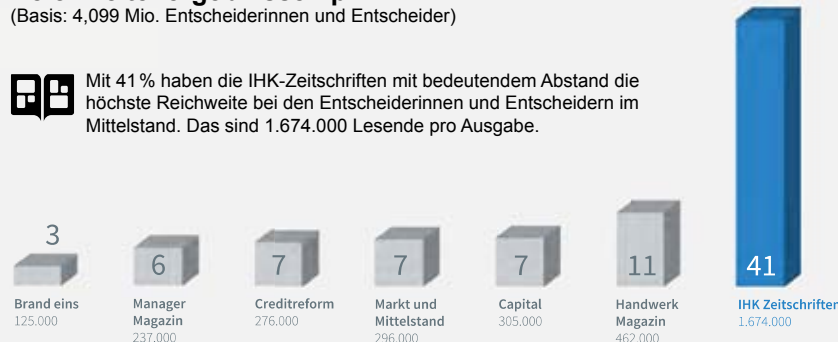 (Basis: 4,099 Mio. Entscheiderinnen und Entscheider)
Mit 41 % haben die IHK-Zeitschriften mit bedeutendem Abstand die
höchste Reichweite bei den Entscheiderinnen und Entscheidern im
Mittelstand. Das sind 1.674.000 Lesende pro Ausgabe.
3
6
7
7
7
11
41
Brand eins
125.000
Manager
Magazin
237.000
Creditreform
276.000
Markt und
Mittelstand
296.000
Capital
305.000
Handwerk
Magazin
462.000
IHK Zeitschriften
1.674.000